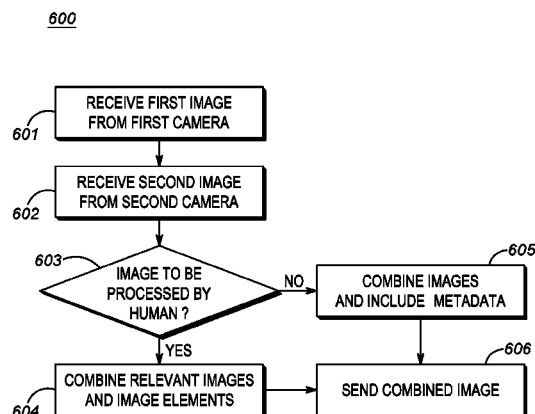 600
RECEIVE FIRST IMAGE
FROM FIRST CAMERA
601
RECEIVE SECOND IMAGE
FROM SECOND CAMERA
602
603
IMAGE TO BE
PROCESSED BY
HUMAN ?
NO
605
COMBINE IMAGES
AND INCLUDE METADATA
YES
606
COMBINE RELEVANT IMAGES
AND IMAGE ELEMENTS
604
SEND COMBINED IMAGE